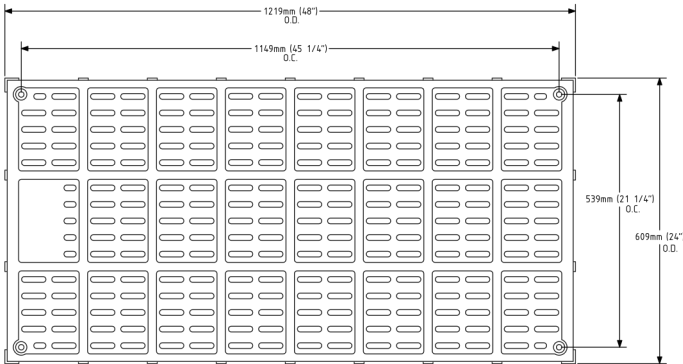 1219mm (48")
O.D.
1149mm (45 1/4")
O.C.
539mm (21 1/4")
O.C.
609mm (24"
O.D.